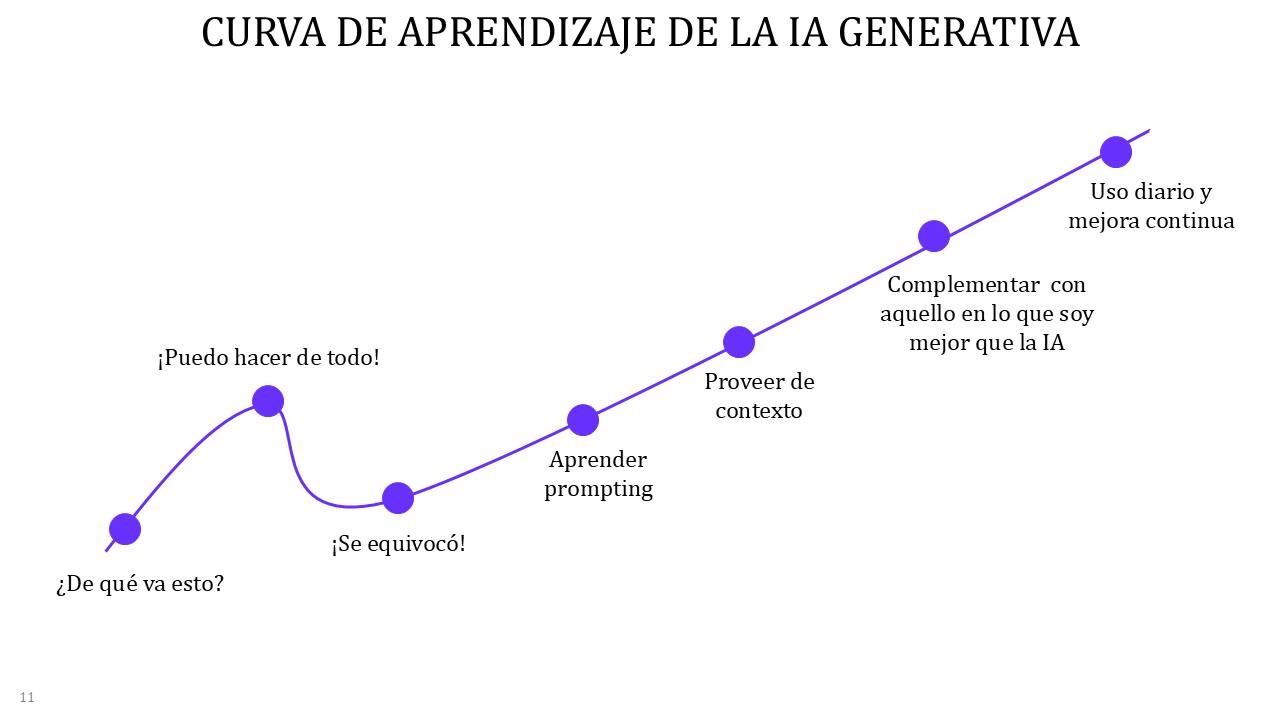 CURVA DE APRENDIZAJE DE LA IA GENERATIVA
¿De qué va esto?
¡Puedo hacer de todo!
¡Se equivocó!
Aprender
prompting
Proveer de
contexto
Complementar  con
aquello en lo que soy
mejor que la IA
Uso diario y
mejora continua
11